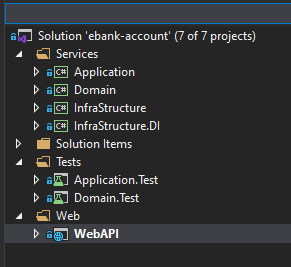 Solution 'ebank-account' (7 of 7 projects)
Services
C# Application
C# Domain
C# InfraStructure
C# InfraStructure.DI
Solution Items
Tests
Application.Test
Domain.Test
Web
WebAPI